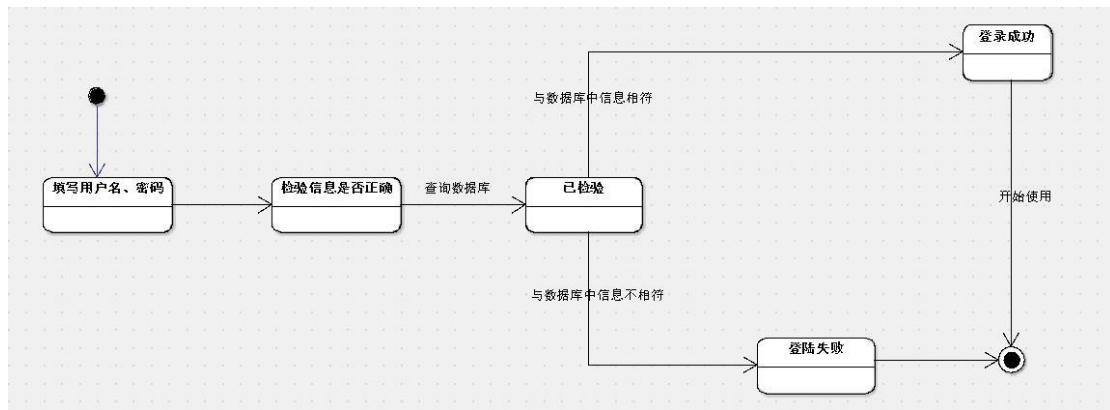 登录成功
与数据库中信息相符
填写用户名、密码
检验信息是否正确
查询数据库
已检验
开始使用
与数据库中信息不相符
登陆失败